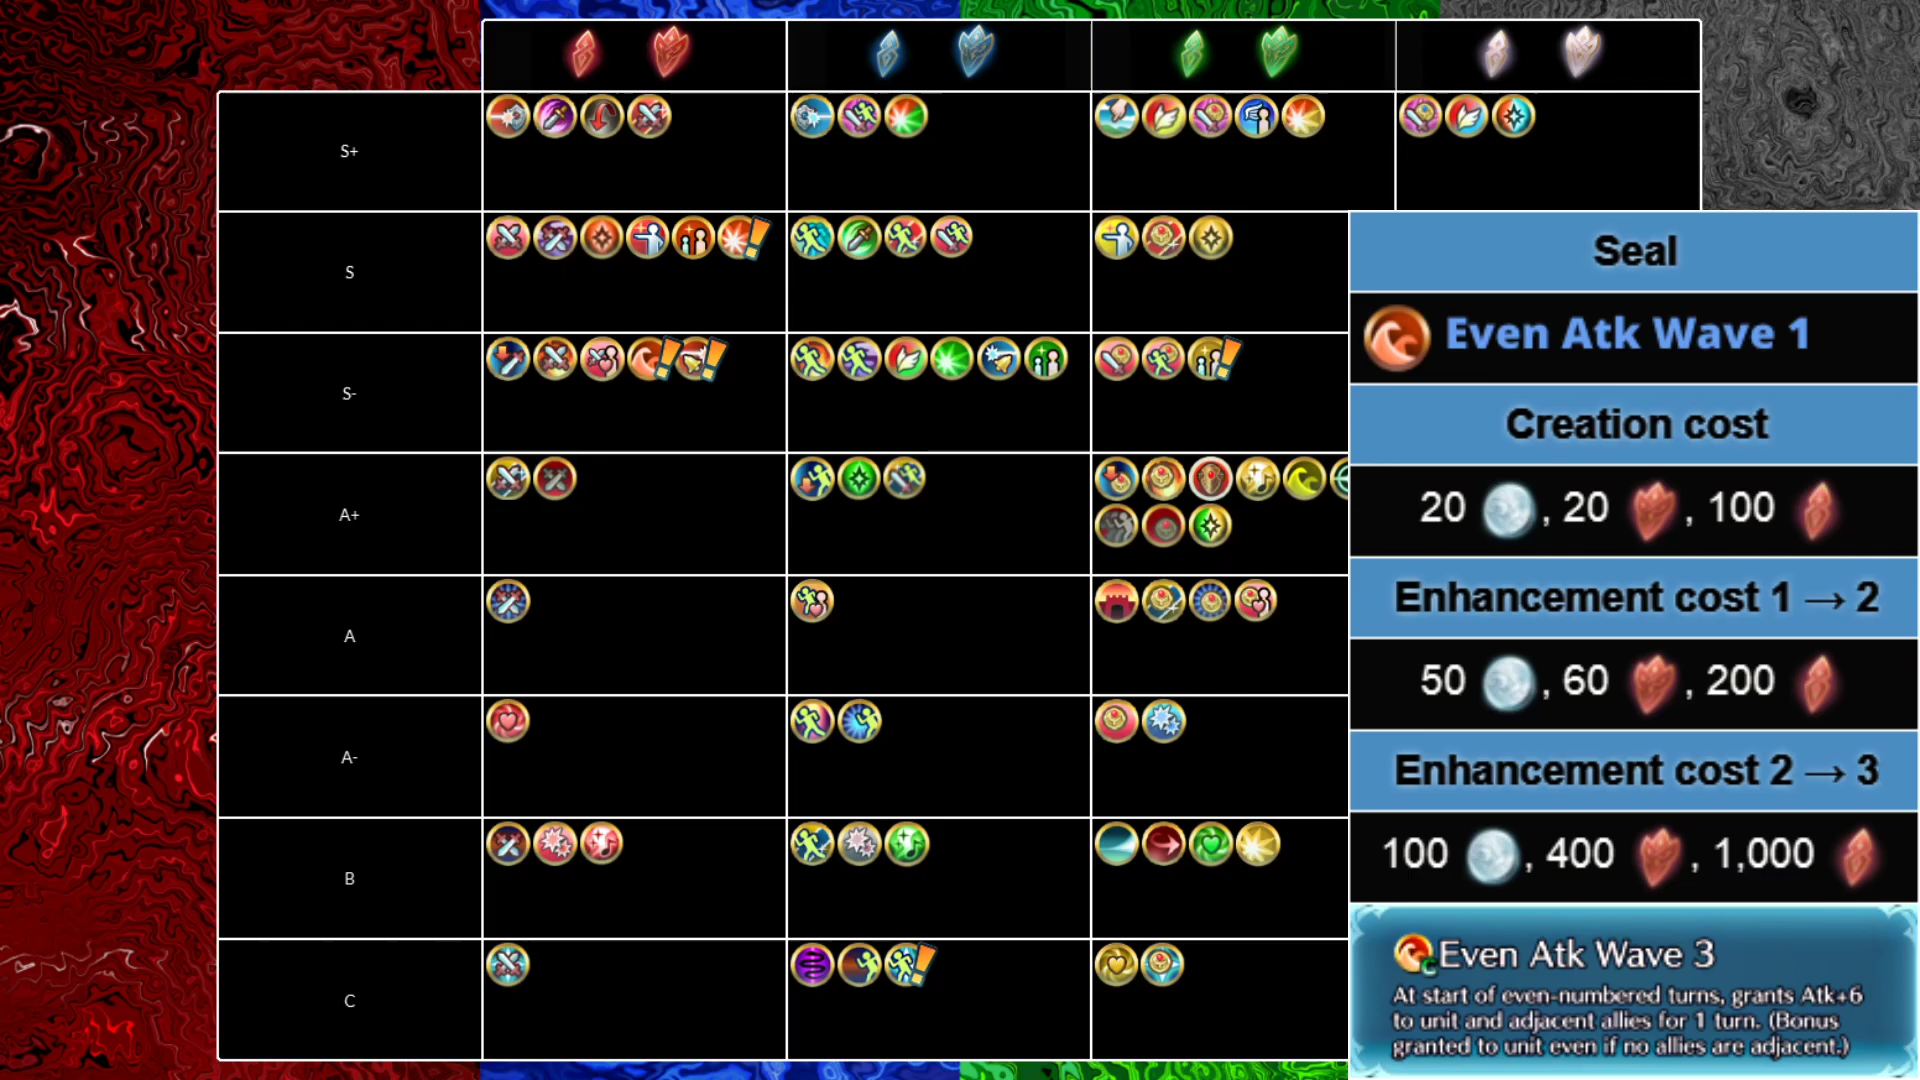 S+
S
S-
A+
A
A-
B
C
Seal
Even Atk Wave 1
Creation cost
20 , 20 , 100
Enhancement cost 1 → 2
50 , 60 , 200
Enhancement cost 2 → 3
100 , 400 , 1,000
Even Atk Wave 3
At start of even-numbered turns, grants Atk+6
to unit and adjacent allies for 1 turn. (Bonus
granted to unit even if no allies are adjacent.)